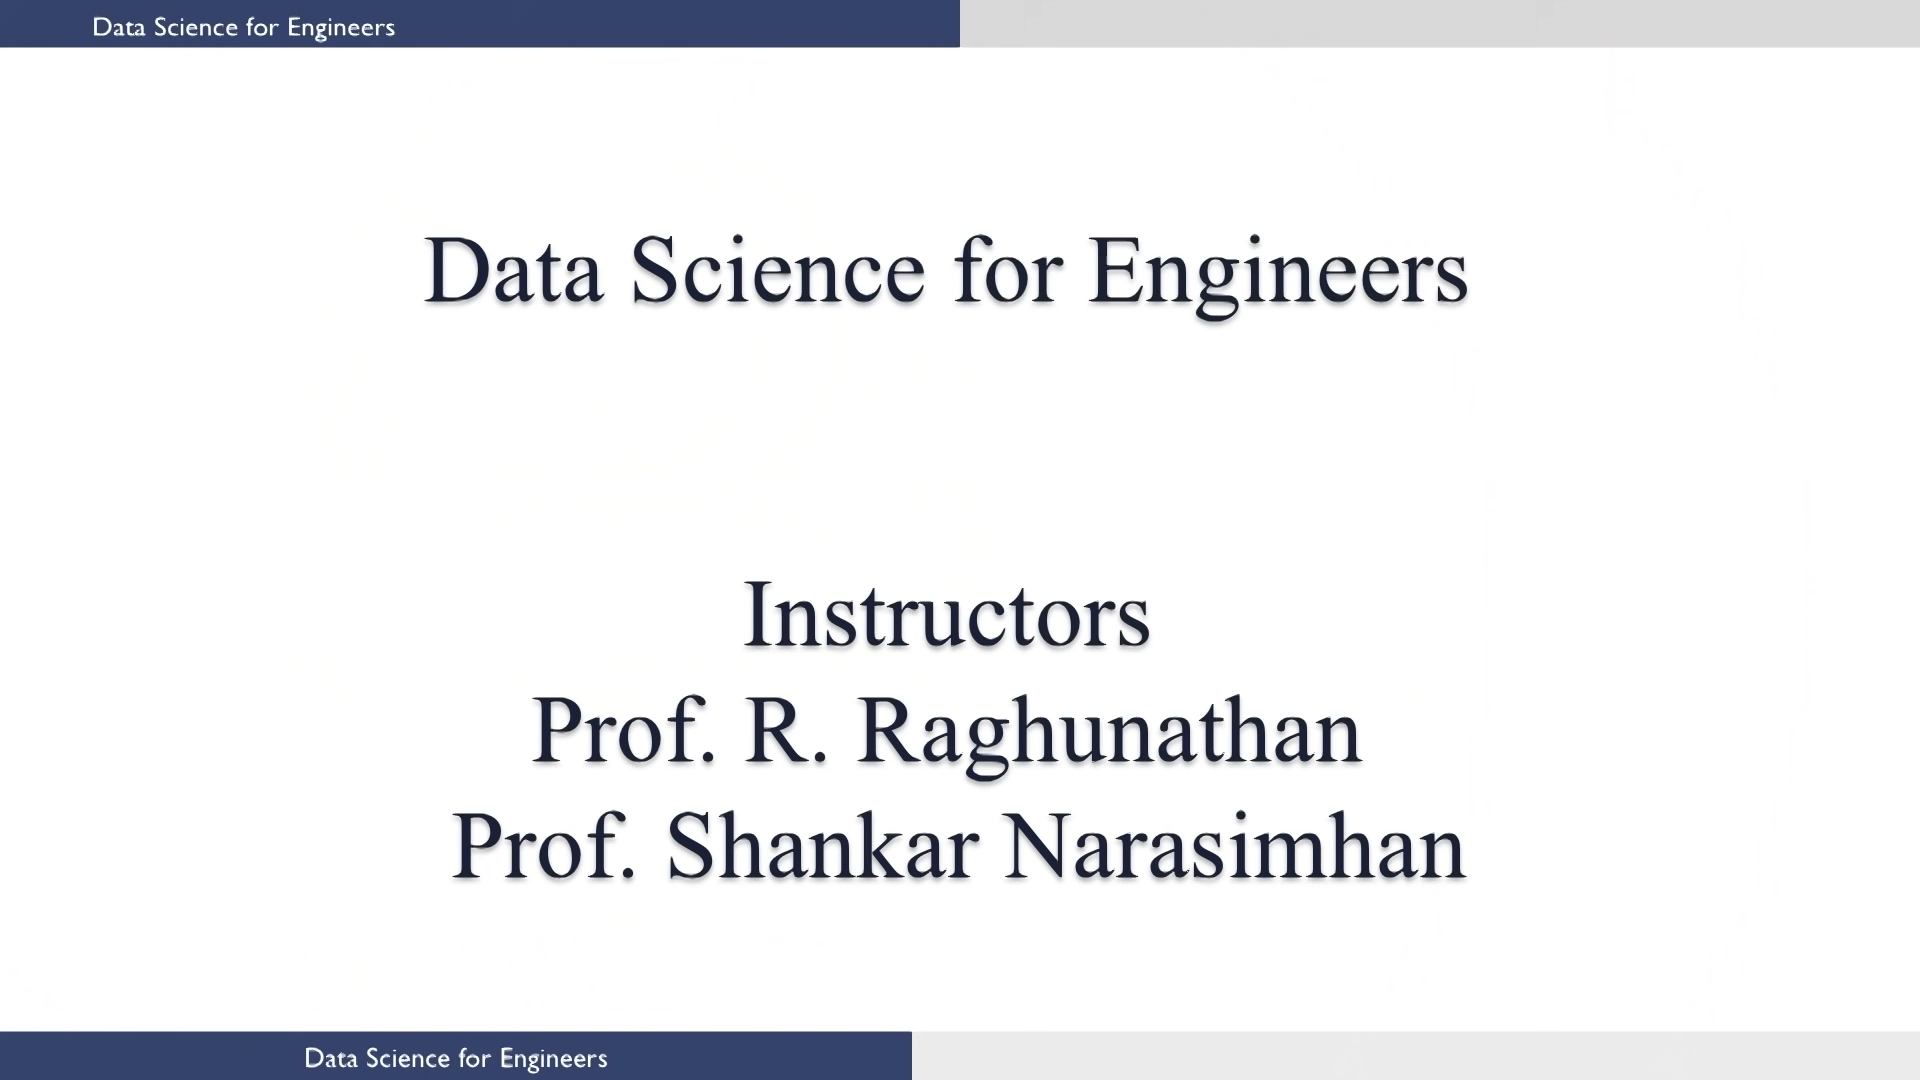 Data Science for Engineers
Data Science for Engineers
Instructors
Prof. R. Raghunathan
Prof. Shankar Narasimhan
Data Science for Engineers